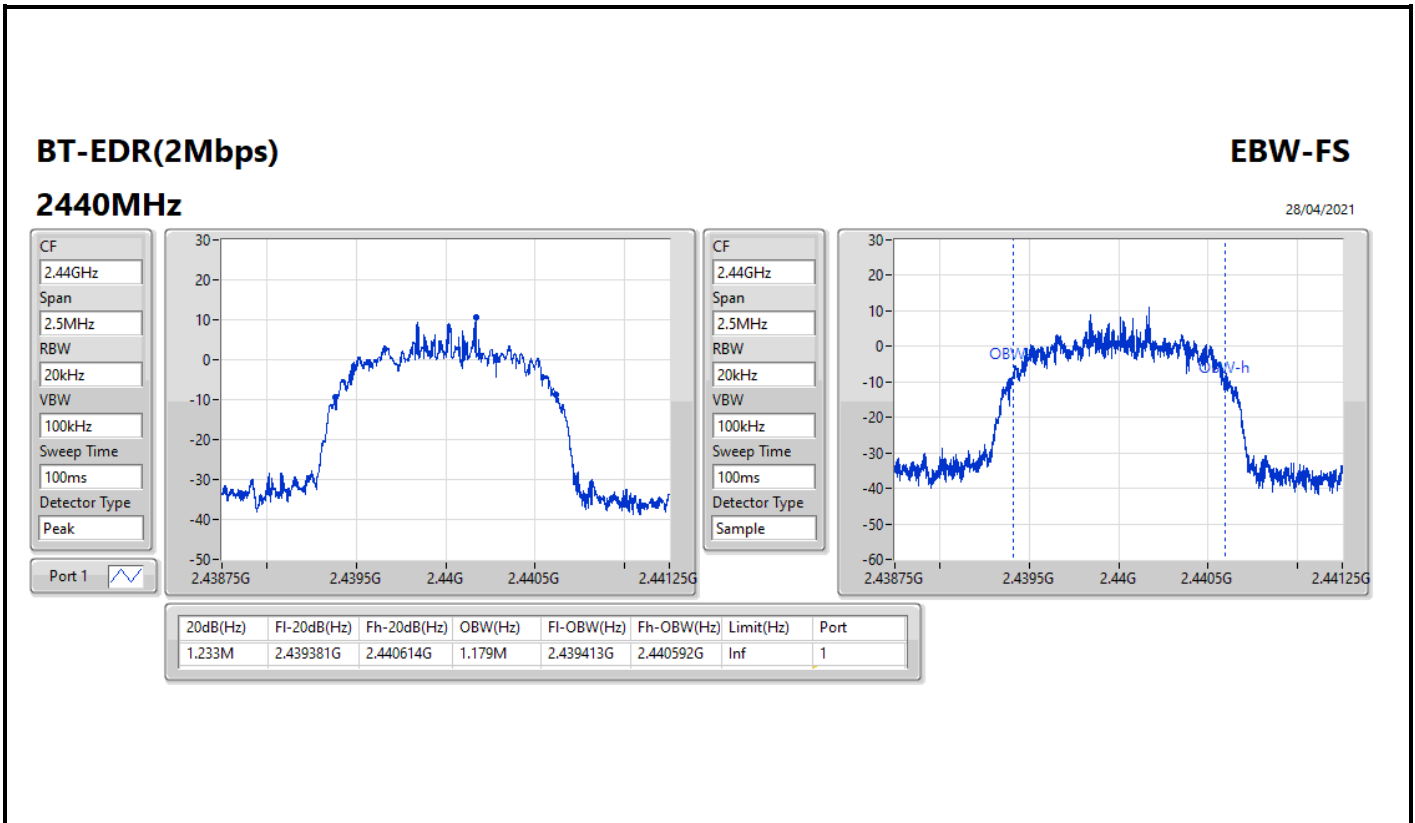 BT-EDR(2Mbps)
EBW-FS
2440MHz
28/04/2021
CF
2.44GHz
Span
2.5MHz
RBW
20kHz
VBW
100kHz
Sweep Time
100ms
Detector Type
Peak
Port 1
30
20
10
0
-10
-20
-30
-40
-50
2.43875G 2.4395G 2.44G 2.4405G 2.44125G
CF
2.44GHz
Span
2.5MHz
RBW
20kHz
VBW
100kHz
Sweep Time
100ms
Detector Type
Sample
30
20
10
0
-10
-20
-30
-40
-50
-60
OBW
OBW-h
2.43875G 2.4395G 2.44G 2.4405G 2.44125G
20dB(Hz) Fl-20dB(Hz) Fh-20dB(Hz) OBW(Hz) Fl-OBW(Hz) Fh-OBW(Hz) Limit(Hz) Port
1.233M 2.439381G 2.440614G 1.179M 2.439413G 2.440592G Inf 1